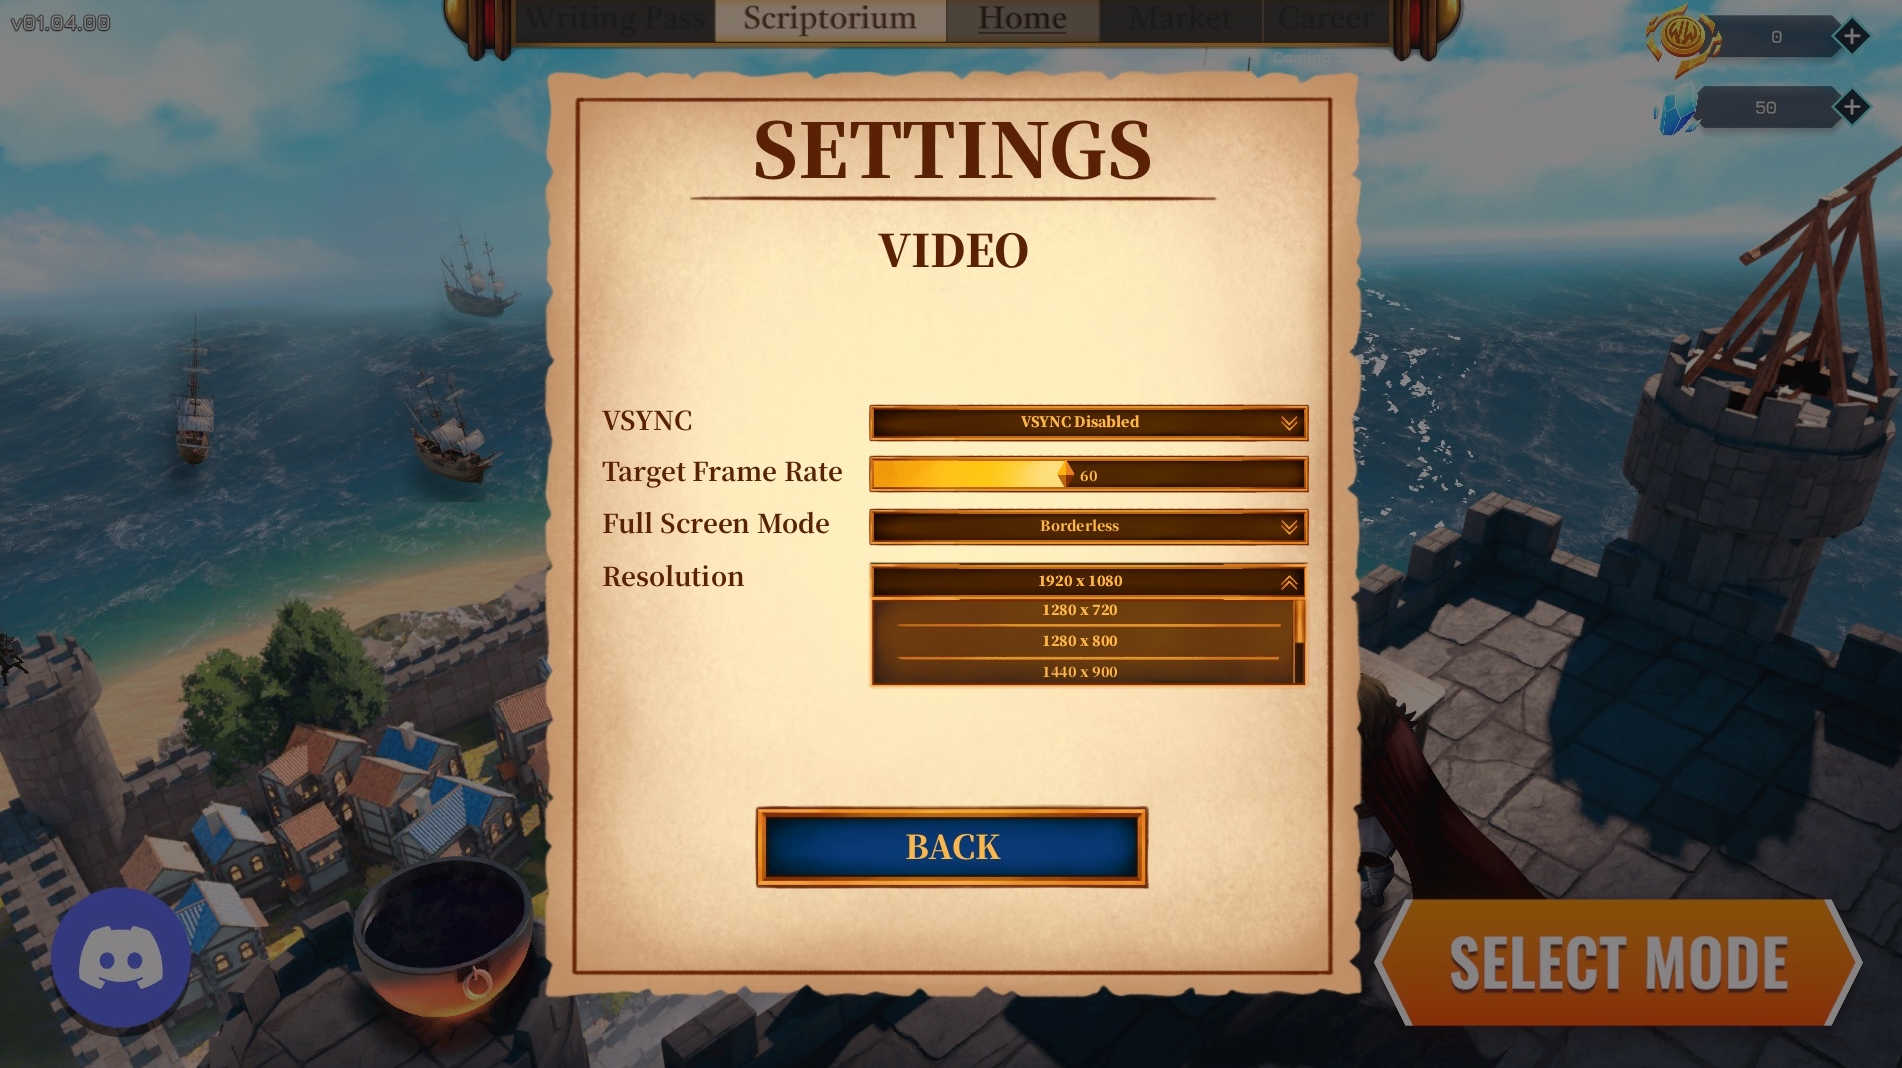 v01.04.00
Writing Pass
Scriptorium
Home
Market
Career
Coming
0
50
SETTINGS
VIDEO
VSYNC
VSYNC Disabled
Target Frame Rate
60
Full Screen Mode
Borderless
Resolution
1920 x 1080
1280 x 720
1280 x 800
1440 x 900
BACK
SELECT MODE